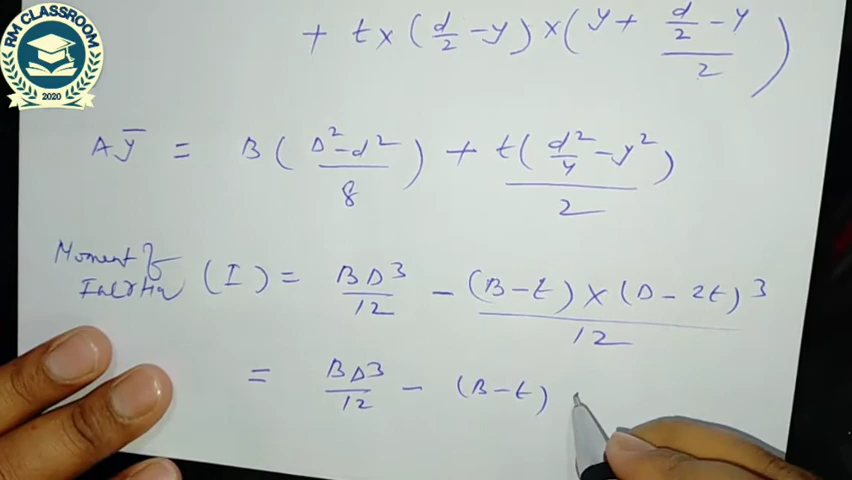 RM CLASSROOM
2020
+ t × (d/2 - y) × (y + (d/2 - y)/2)
Aȳ = B((D² - d²)/8) + t(d²/4 - y²)/2
Moment of
Inertia (I) = BD³/12 - (B-t) × (D - 2t)³/12
= BD³/12 - (B-t)